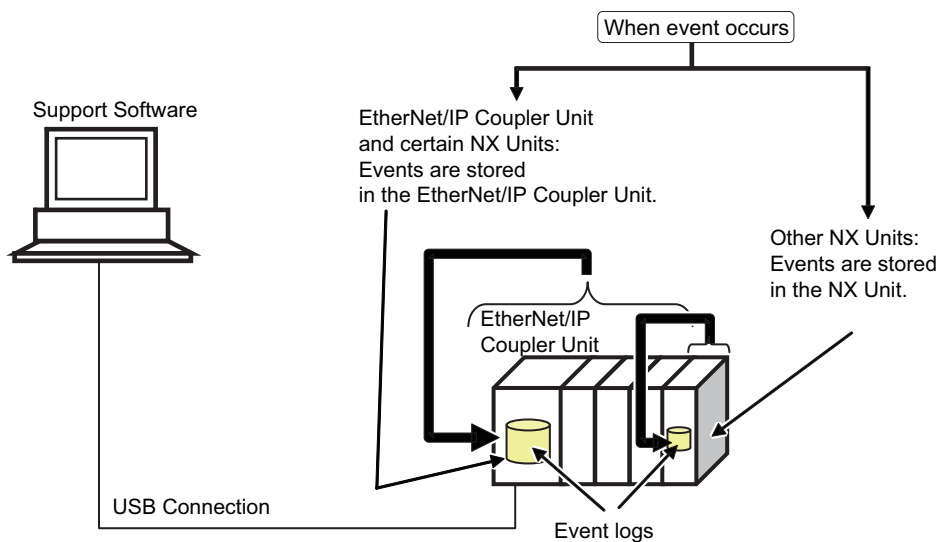 When event occurs
Support Software
EtherNet/IP Coupler Unit
and certain NX Units:
Events are stored
in the EtherNet/IP Coupler Unit.
Other NX Units:
Events are stored
in the NX Unit.
EtherNet/IP
Coupler Unit
USB Connection
Event logs